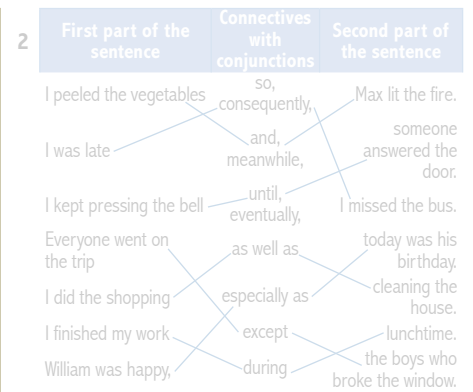 2
First part of the sentence
Connectives with conjunctions
Second part of the sentence
I peeled the vegetables
so, consequently,
Max lit the fire.
I was late
and, meanwhile,
someone answered the door.
I kept pressing the bell
until, eventually,
I missed the bus.
Everyone went on the trip
as well as
today was his birthday.
I did the shopping
especially as
cleaning the house.
I finished my work
except
lunchtime.
William was happy,
during
the boys who broke the window.